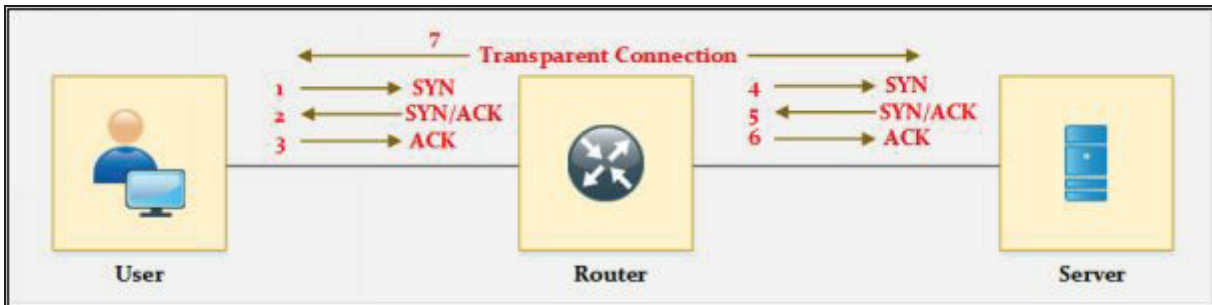 7
Transparent Connection
1 SYN
2 SYN/ACK
3 ACK
4 SYN
5 SYN/ACK
6 ACK
User
Router
Server